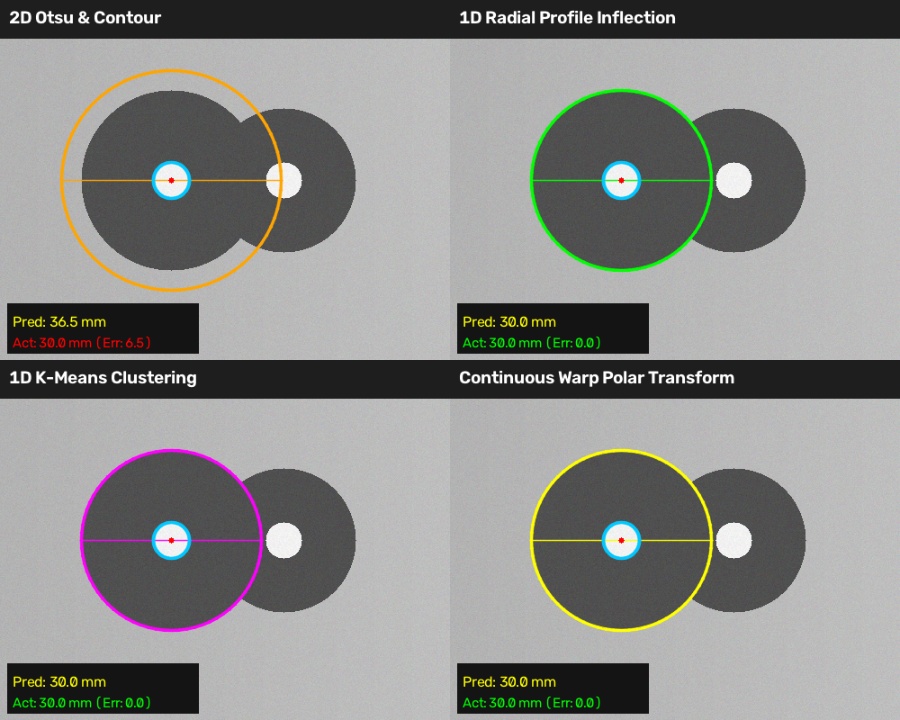 2D Otsu & Contour
Pred: 36.5 mm
Act: 30.0 mm (Err: 6.5)
1D Radial Profile Inflection
Pred: 30.0 mm
Act: 30.0 mm (Err: 0.0)
1D K-Means Clustering
Pred: 30.0 mm
Act: 30.0 mm (Err: 0.0)
Continuous Warp Polar Transform
Pred: 30.0 mm
Act: 30.0 mm (Err: 0.0)